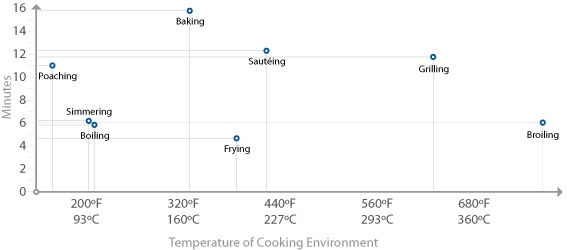 16
14
12
10
8
6
4
2
0
Minutes
Baking
Sautéing
Grilling
Poaching
Simmering
Boiling
Frying
Broiling
200ºF 320ºF 440ºF 560ºF 680ºF
93ºC 160ºC 227ºC 293ºC 360ºC
Temperature of Cooking Environment